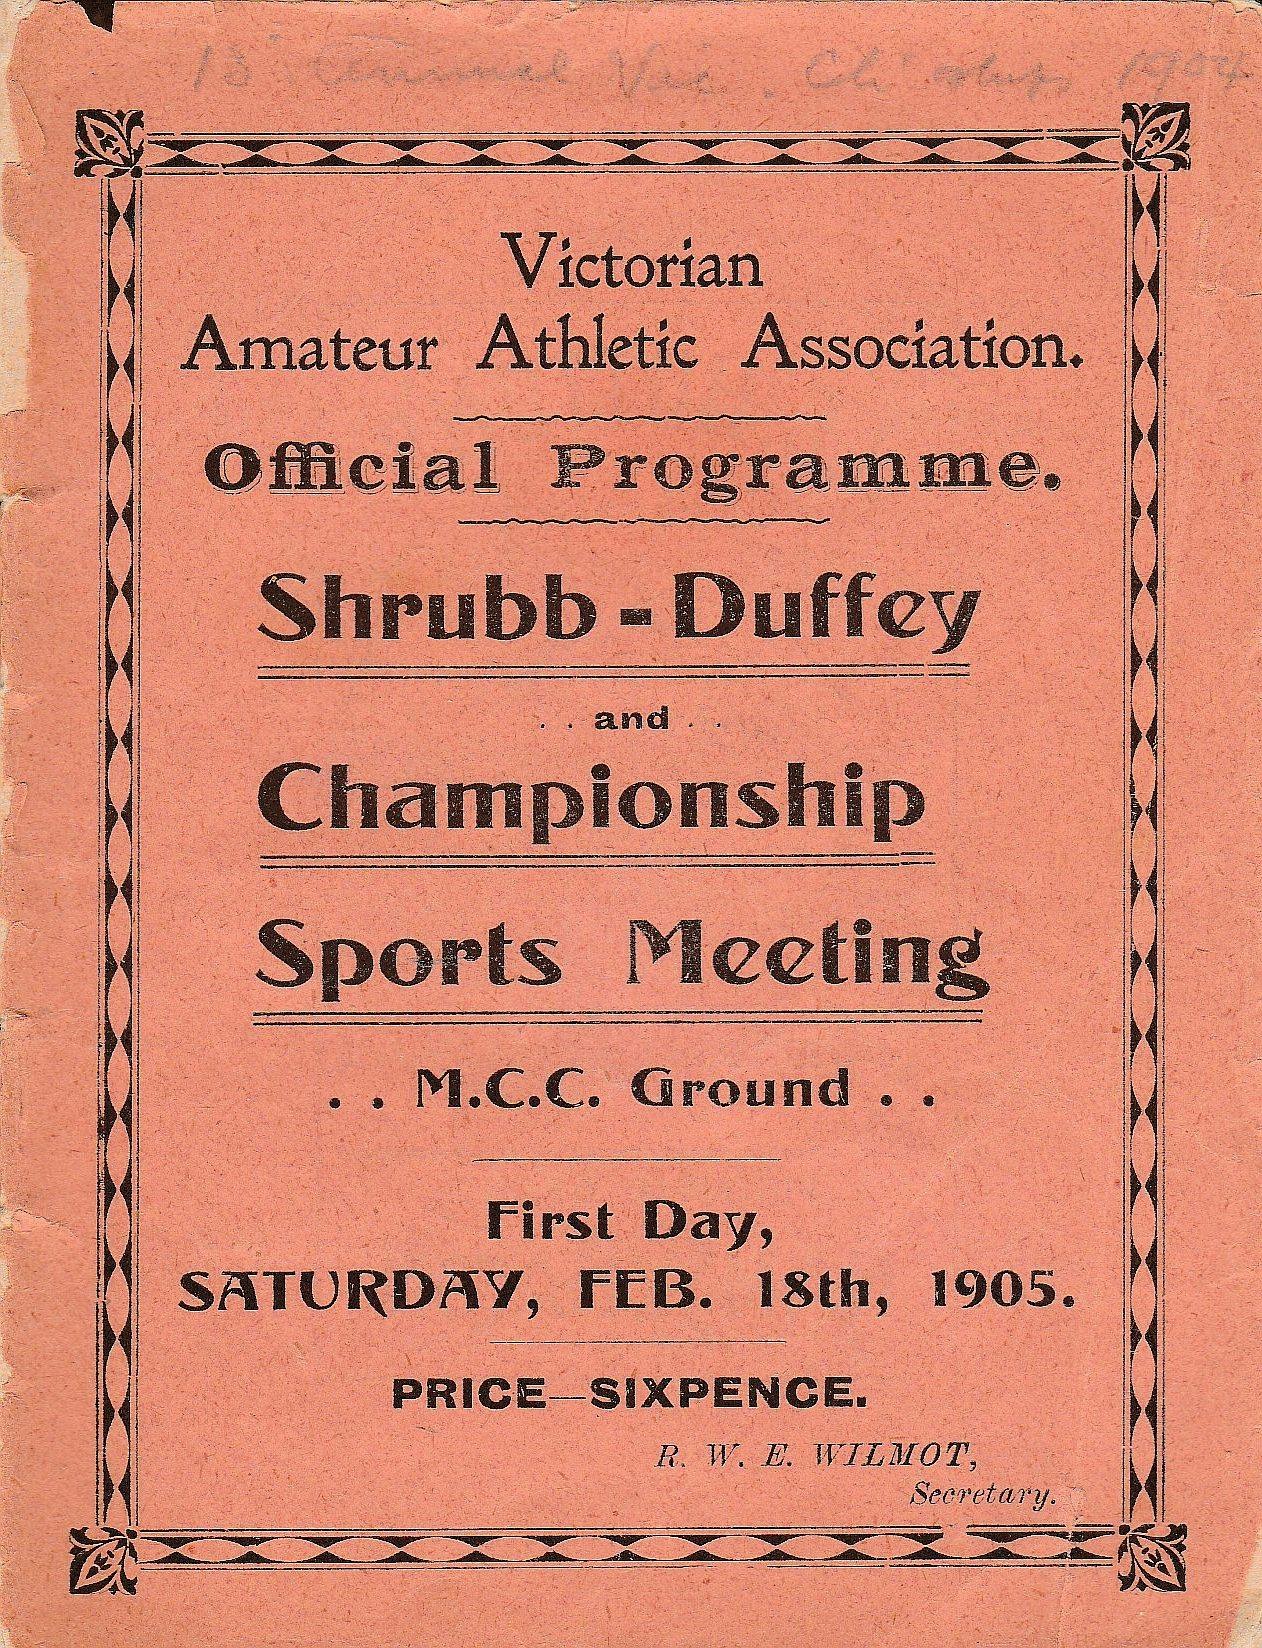 Victorian
Amateur Athletic Association.
Official Programme.
Shrubb - Duffey
. . and . .
Championship
Sports Meeting
. . M.C.C. Ground . .
First Day,
SATURDAY, FEB. 18th, 1905.
PRICE—SIXPENCE.
R. W. E. WILMOT,
Secretary.